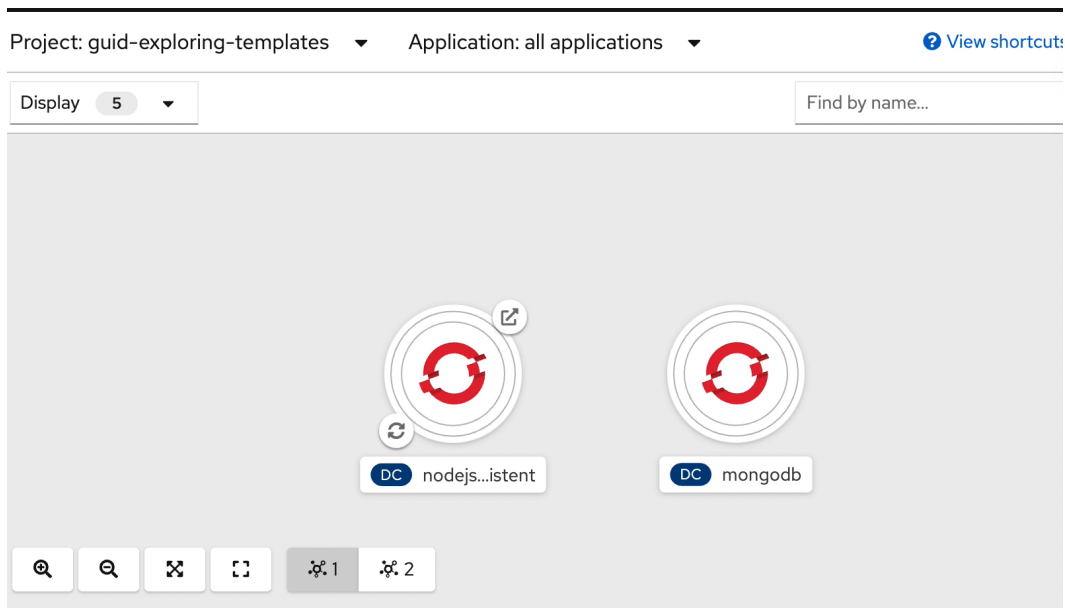 Project: guid-exploring-templates Application: all applications View shortcuts
Display 5 Find by name...
DC nodejs...istent DC mongodb
1 2